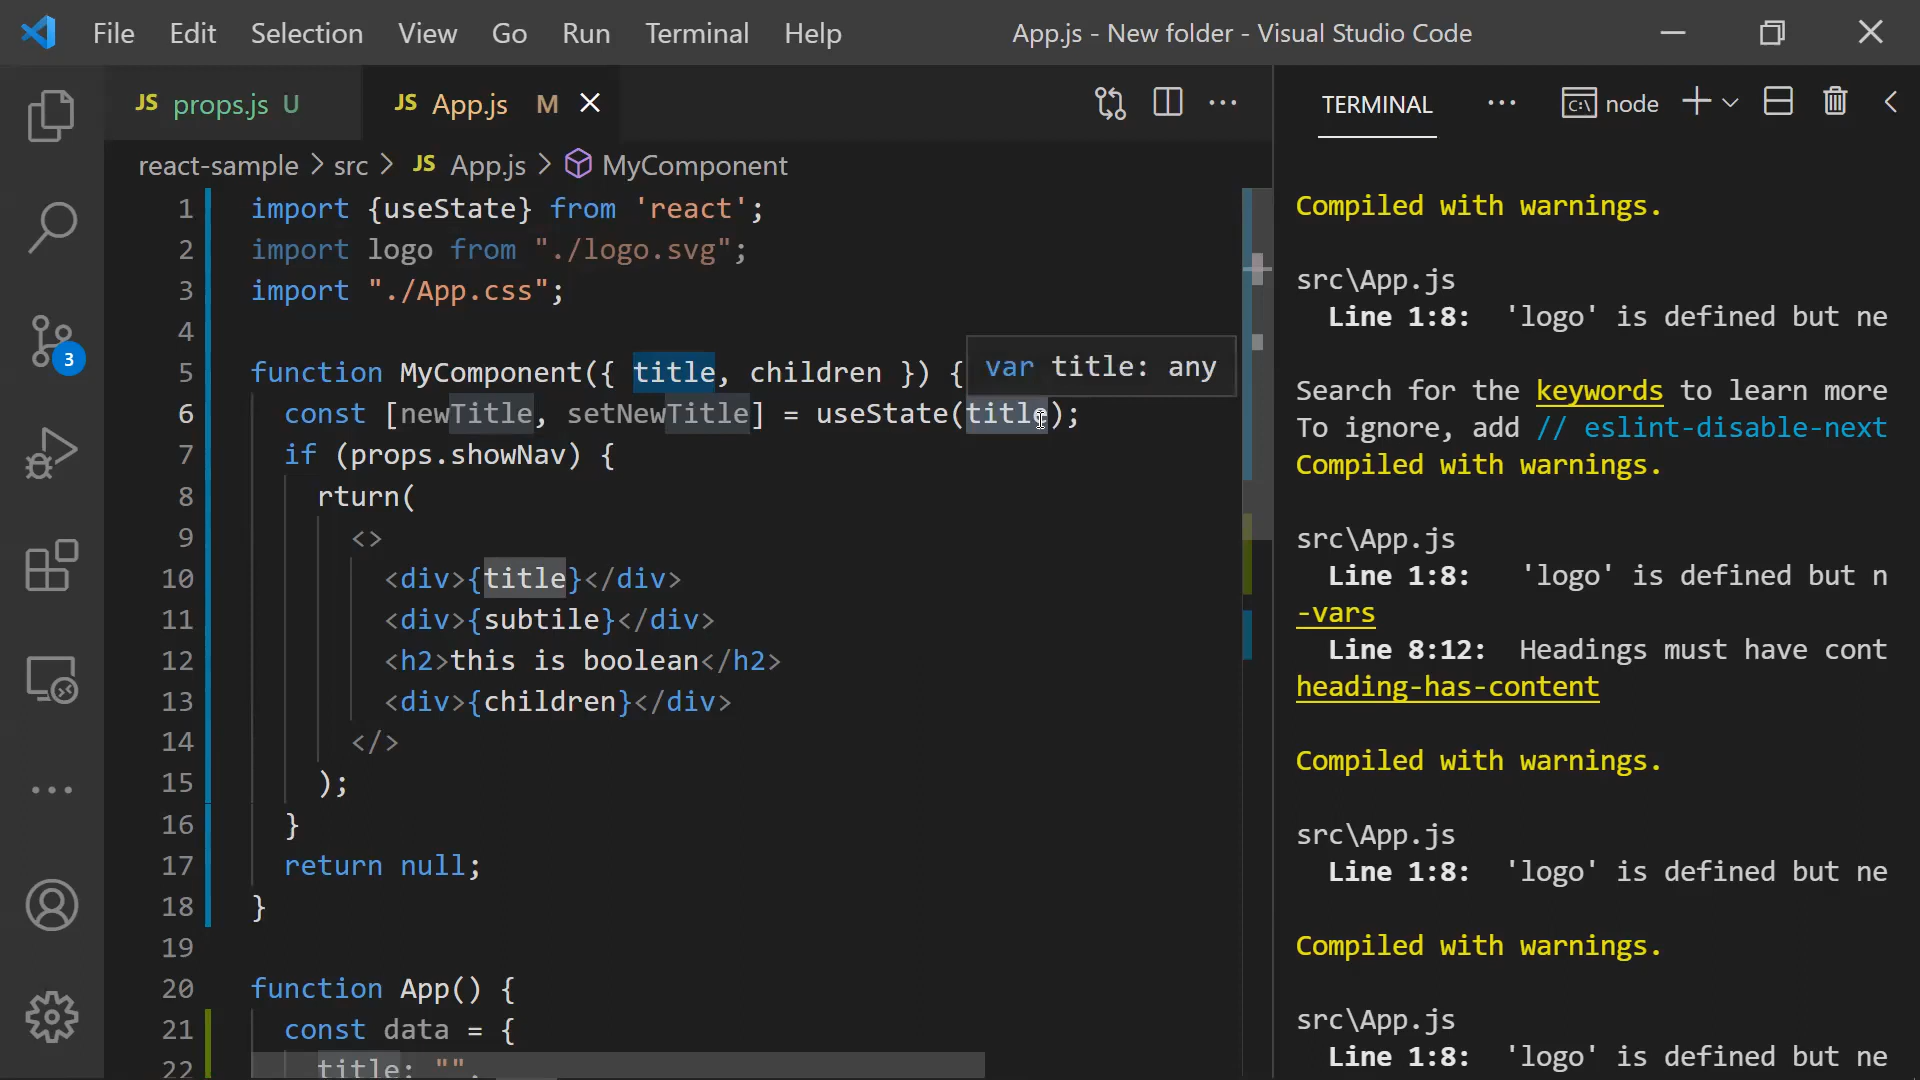 File Edit Selection View Go Run Terminal Help App.js - New folder - Visual Studio Code
JS props.js U JS App.js M
TERMINAL node
react-sample > src > JS App.js > MyComponent
1 import {useState} from 'react';
2 import logo from "./logo.svg";
3 import "./App.css";
4
5 function MyComponent({ title, children }) {
var title: any
6 const [newTitle, setNewTitle] = useState(title);
7 if (props.showNav) {
8 rturn(
9 <>
10 <div>{title}</div>
11 <div>{subtile}</div>
12 <h2>this is boolean</h2>
13 <div>{children}</div>
14 </>
15 );
16 }
17 return null;
18 }
19
20 function App() {
21 const data = {
22 title: "",
3
Compiled with warnings.
src\App.js
Line 1:8: 'logo' is defined but ne
Search for the keywords to learn more
To ignore, add // eslint-disable-next
Compiled with warnings.
src\App.js
Line 1:8: 'logo' is defined but n
-vars
Line 8:12: Headings must have cont
heading-has-content
Compiled with warnings.
src\App.js
Line 1:8: 'logo' is defined but ne
Compiled with warnings.
src\App.js
Line 1:8: 'logo' is defined but ne